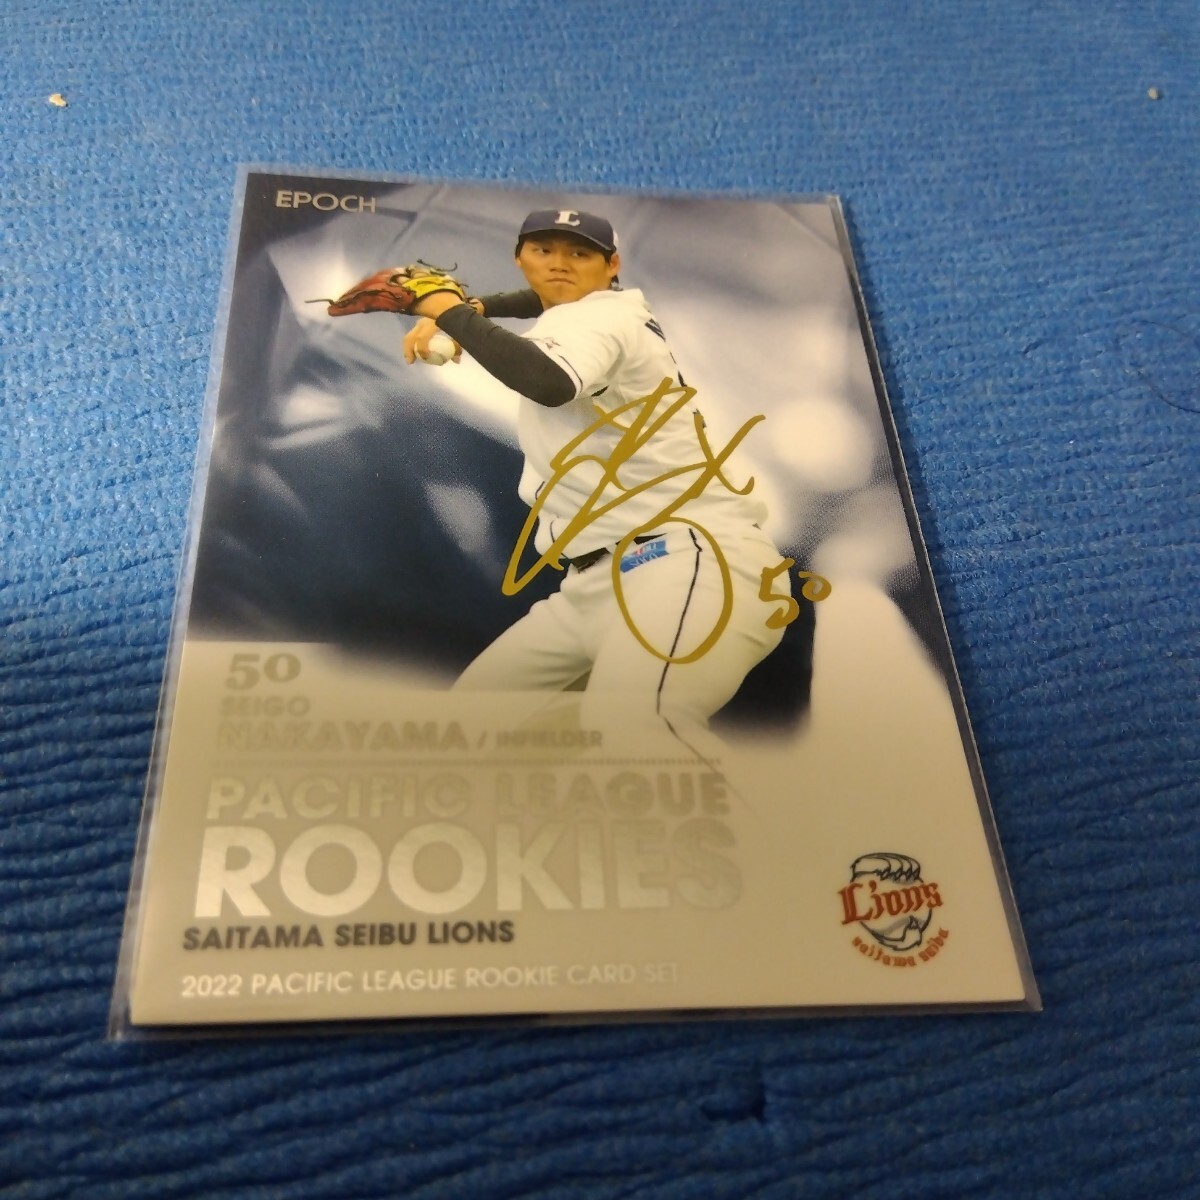 EPOCH
L
50
50
SEIGO
NAKAYAMA / INFIELDER
PACIFIC LEAGUE
ROOKIES
SAITAMA SEIBU LIONS
2022 PACIFIC LEAGUE ROOKIE CARD SET
Lions
saitama seibu